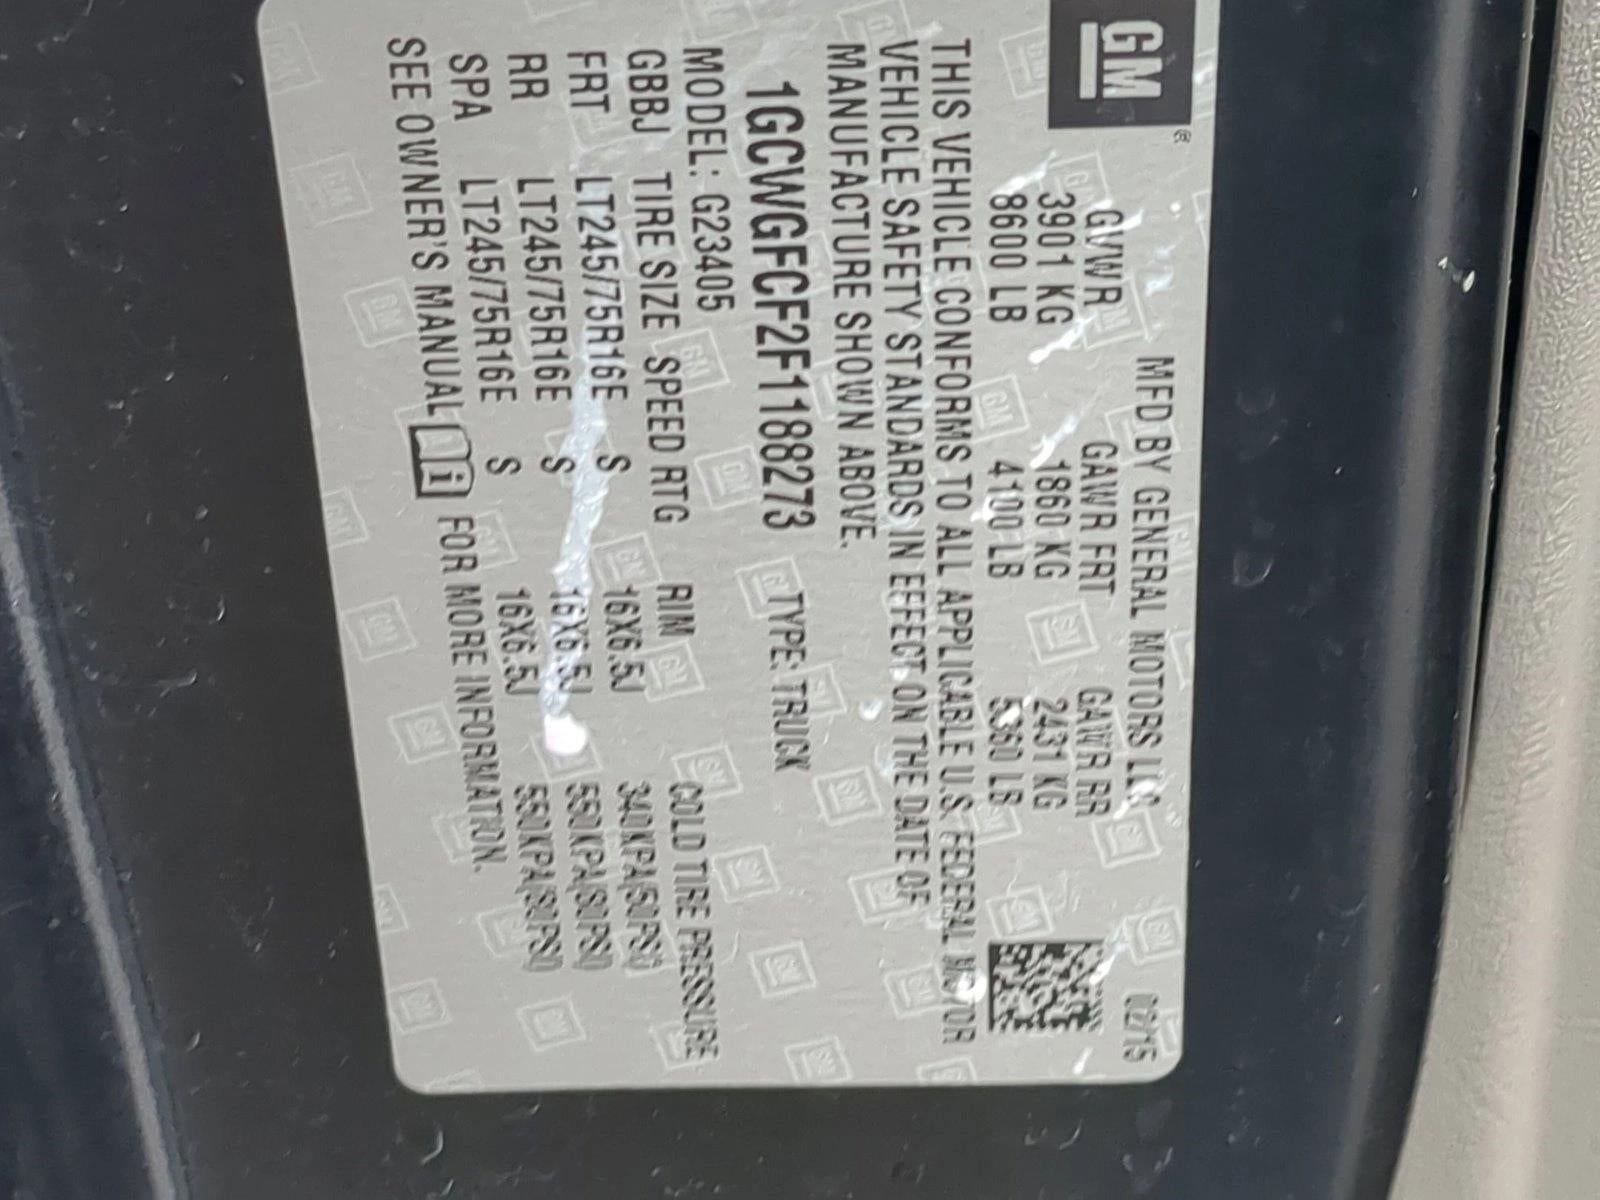 GM®
MFD BY GENERAL MOTORS LLC 02/15
GVWR GAWR FRT GAWR RR
3901 KG 1860 KG 2431 KG
8600 LB 4100 LB 5360 LB
THIS VEHICLE CONFORMS TO ALL APPLICABLE U.S. FEDERAL MOTOR
VEHICLE SAFETY STANDARDS IN EFFECT ON THE DATE OF
MANUFACTURE SHOWN ABOVE.
1GCWGFCF2F1188273 TYPE: TRUCK
MODEL: G23405
GBBJ TIRE SIZE SPEED RTG RIM COLD TIRE PRESSURE
FRT LT245/75R16E S 16X6.5J 340KPA(50PSI)
RR LT245/75R16E S 16X6.5J 550KPA(80PSI)
SPA LT245/75R16E S 16X6.5J 550KPA(80PSI)
SEE OWNER'S MANUAL i FOR MORE INFORMATION.